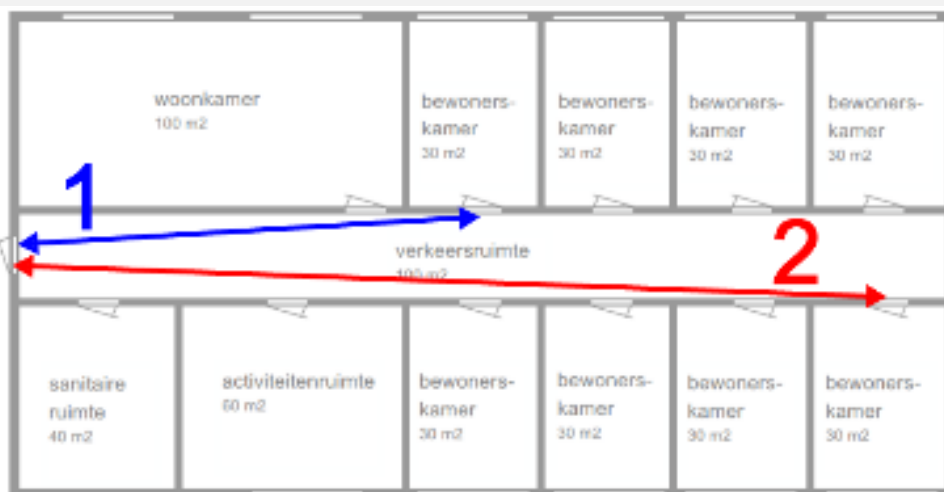 woonkamer
100 m2
bewoners-
kamer
30 m2
bewoners-
kamer
30 m2
bewoners-
kamer
30 m2
bewoners-
kamer
30 m2
1
verkeersruimte
100 m2
2
sanitaire
ruimte
40 m2
activiteitenruimte
60 m2
bewoners-
kamer
30 m2
bewoners-
kamer
30 m2
bewoners-
kamer
30 m2
bewoners-
kamer
30 m2